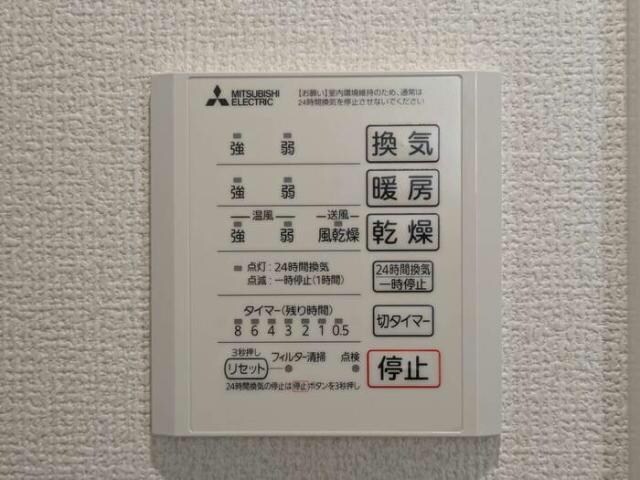 MITSUBISHI
ELECTRIC
【お願い】室内環境維持のため、通常は
24時間換気を停止させないでください
強 弱 換気
強 弱 暖房
温風 送風
強 弱 風乾燥 乾燥
点灯:24時間換気
点滅:一時停止(1時間)
24時間換気
一時停止
タイマー(残り時間)
8 6 4 3 2 1 0.5
切タイマー
3秒押し
リセット フィルター清掃 点検
停止
24時間換気の停止は停止ボタンを3秒押し